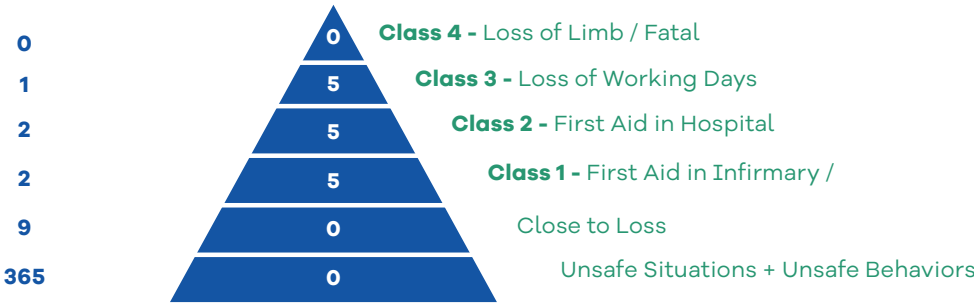 0 0 Class 4 - Loss of Limb / Fatal
1 5 Class 3 - Loss of Working Days
2 5 Class 2 - First Aid in Hospital
2 5 Class 1 - First Aid in Infirmary /
9 0 Close to Loss
365 0 Unsafe Situations + Unsafe Behaviors